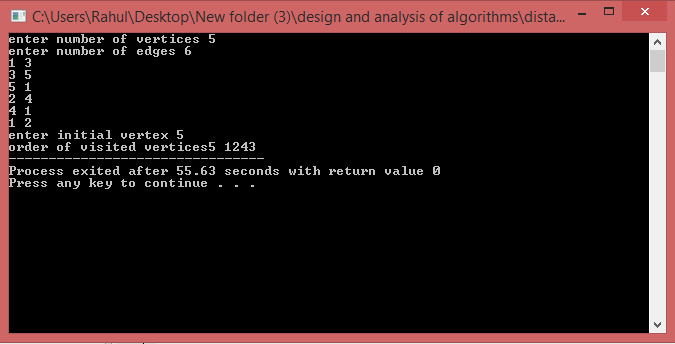 C:\Users\Rahul\Desktop\New folder (3)\design and analysis of algorithms\dista...
enter number of vertices 5
enter number of edges 6
1 3
3 5
5 1
2 4
4 1
1 2
enter initial vertex 5
order of visited vertices5 1243
--------------------------------
Process exited after 55.63 seconds with return value 0
Press any key to continue . . .